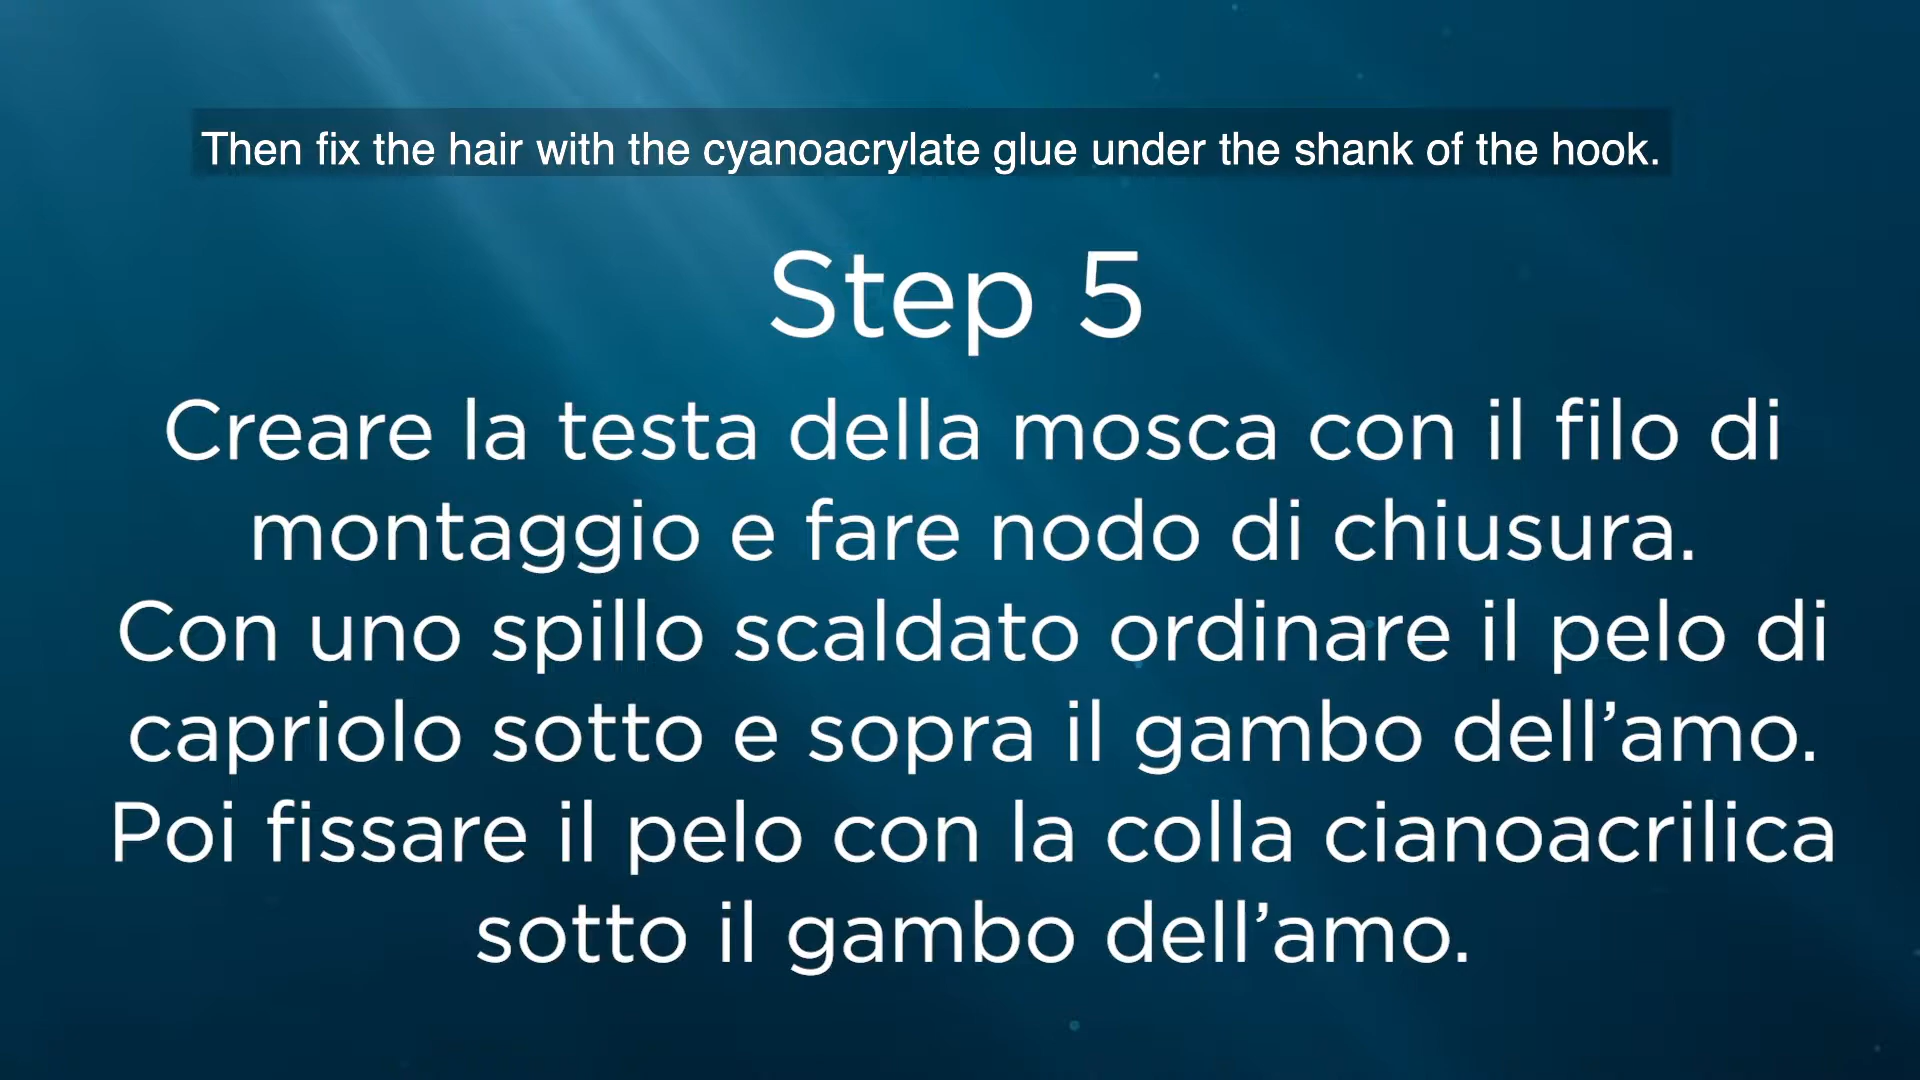 Then fix the hair with the cyanoacrylate glue under the shank of the hook.
Step 5
Creare la testa della mosca con il filo di
montaggio e fare nodo di chiusura.
Con uno spillo scaldato ordinare il pelo di
capriolo sotto e sopra il gambo dell’amo.
Poi fissare il pelo con la colla cianoacrilica
sotto il gambo dell’amo.